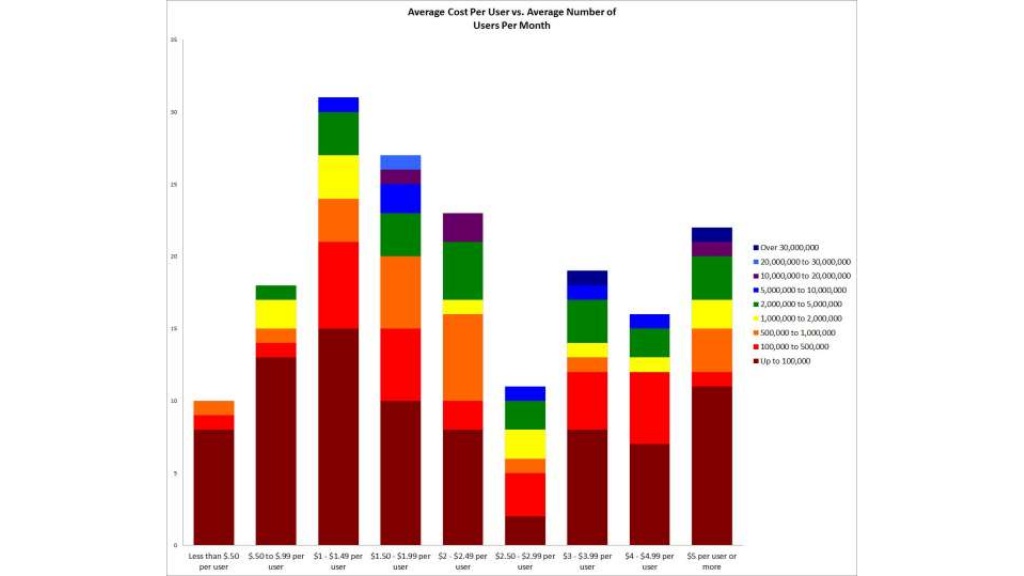 Average Cost Per User vs. Average Number of
Users Per Month
35
30
25
20
15
10
5
0
Less than $.50
per user
$.50 to $.99 per
user
$1 - $1.49 per
user
$1.50 - $1.99 per
user
$2 - $2.49 per
user
$2.50 - $2.99 per
user
$3 - $3.99 per
user
$4 - $4.99 per
user
$5 per user or
more
Over 30,000,000
20,000,000 to 30,000,000
10,000,000 to 20,000,000
5,000,000 to 10,000,000
2,000,000 to 5,000,000
1,000,000 to 2,000,000
500,000 to 1,000,000
100,000 to 500,000
Up to 100,000